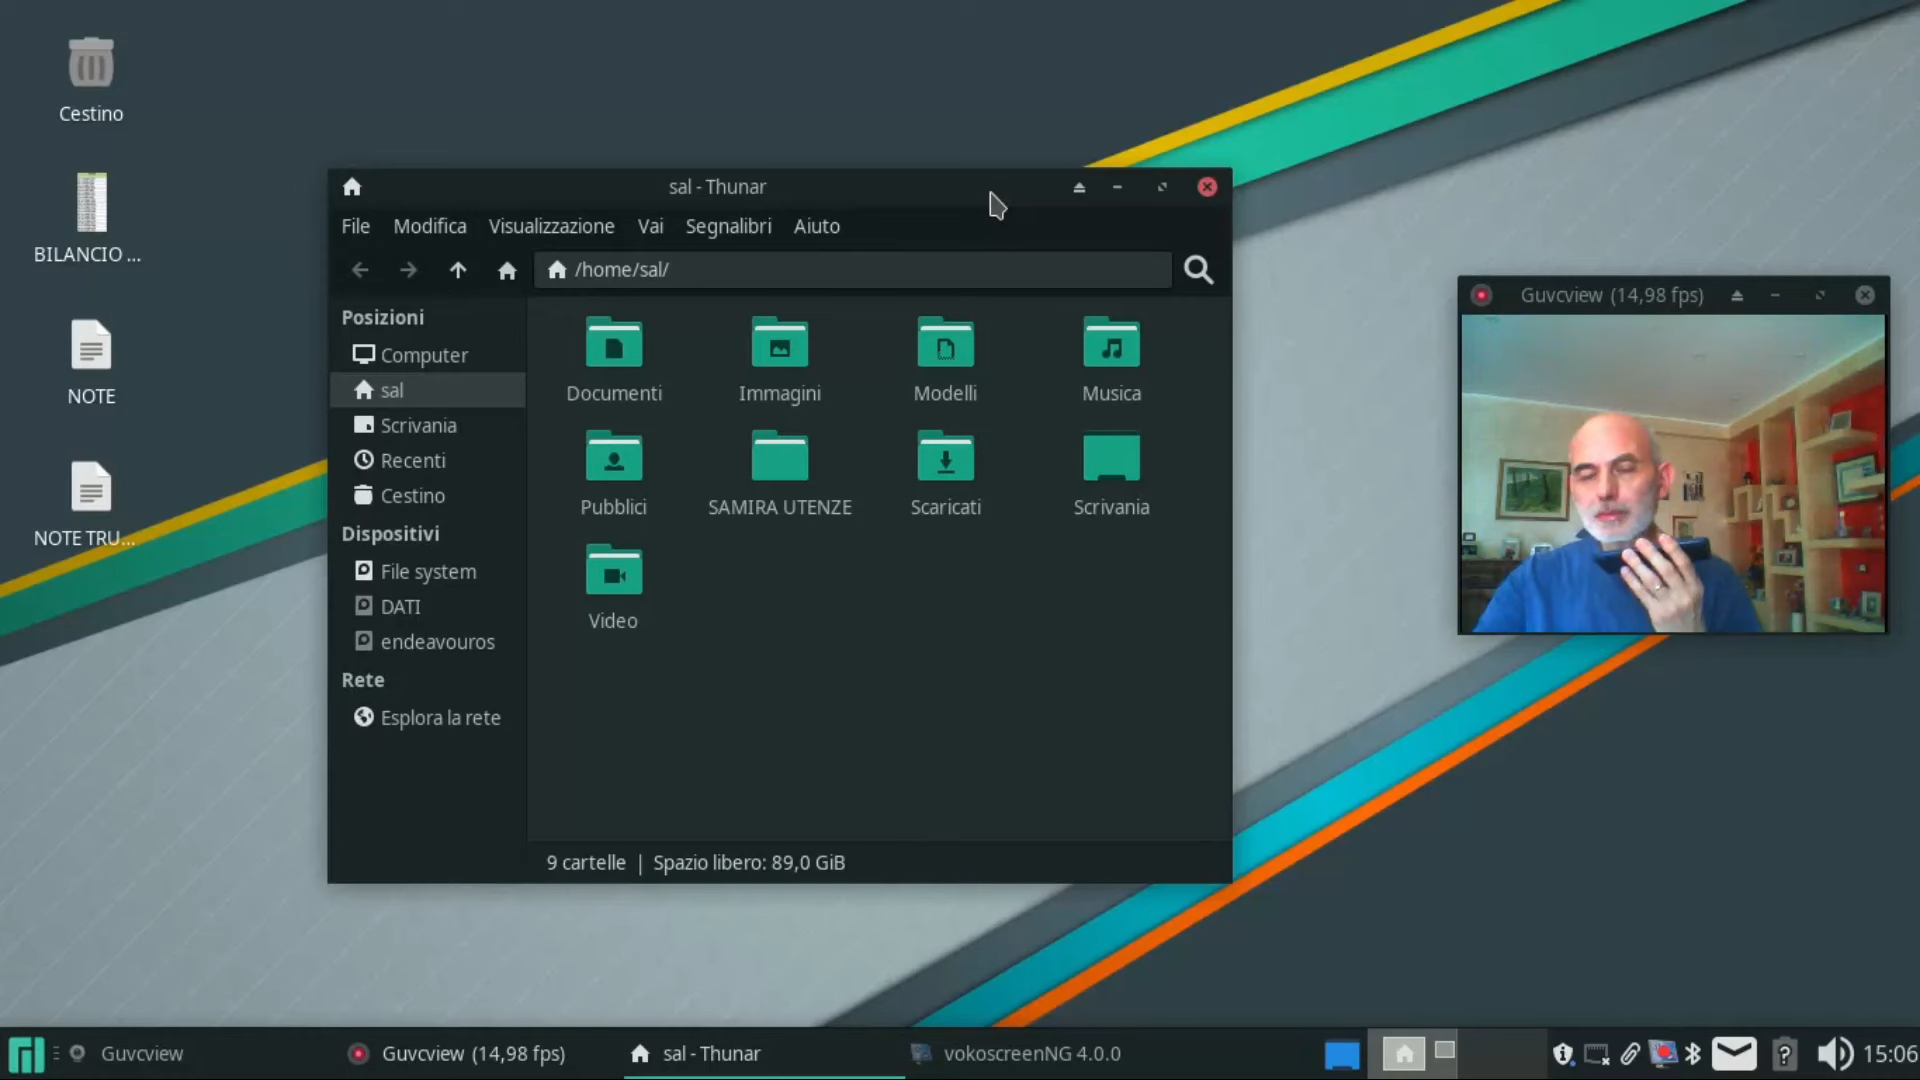 Cestino
BILANCIO ...
NOTE
NOTE TRU...
sal - Thunar
File Modifica Visualizzazione Vai Segnalibri Aiuto
/home/sal/
Posizioni
Computer
sal
Scrivania
Recenti
Cestino
Dispositivi
File system
DATI
endeavouros
Rete
Esplora la rete
Documenti Immagini Modelli Musica
Pubblici SAMIRA UTENZE Scaricati Scrivania
Video
9 cartelle | Spazio libero: 89,0 GiB
Guvcview (14,98 fps)
Guvcview Guvcview (14,98 fps) sal - Thunar vokoscreenNG 4.0.0 15:06